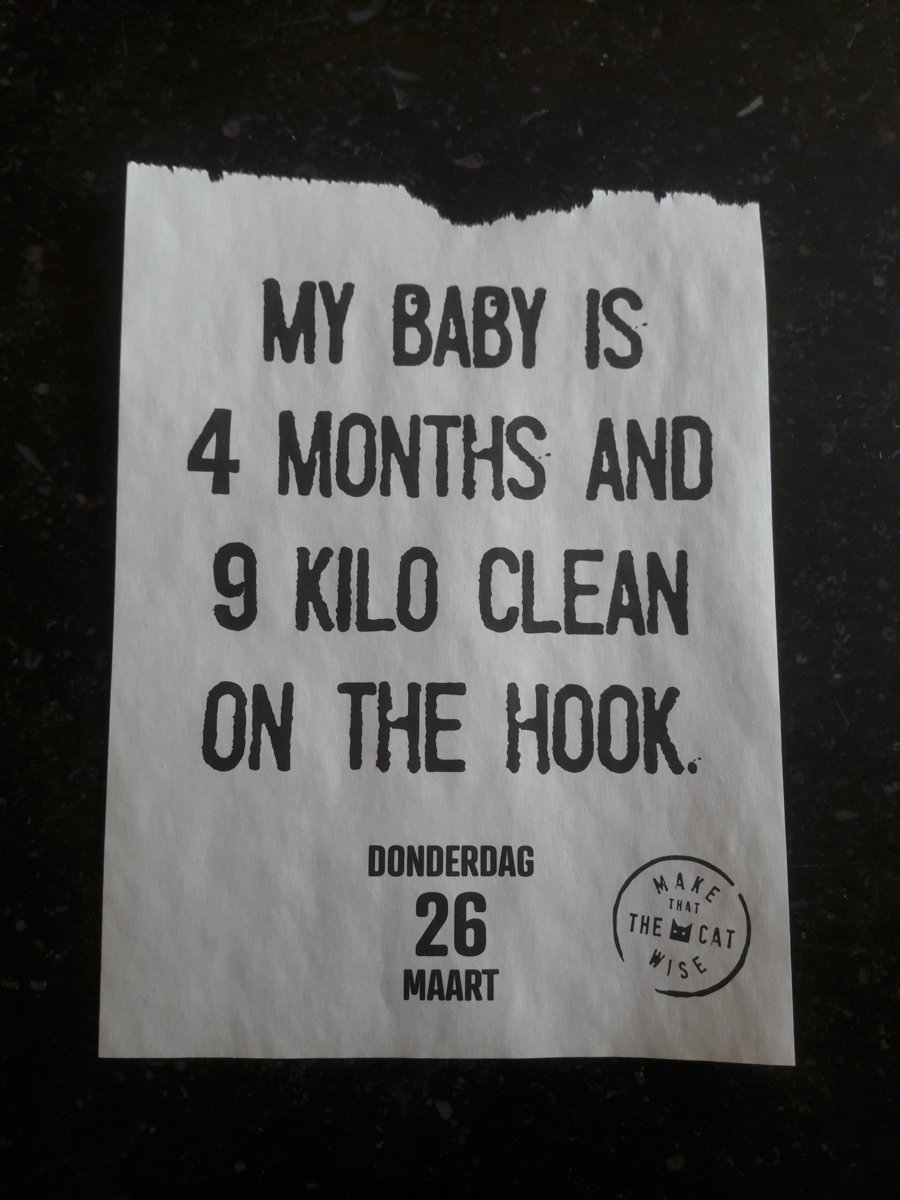 MY BABY IS
4 MONTHS AND
9 KILO CLEAN
ON THE HOOK.
DONDERDAG
26
MAART
MAKE
THAT
THE CAT
WISE